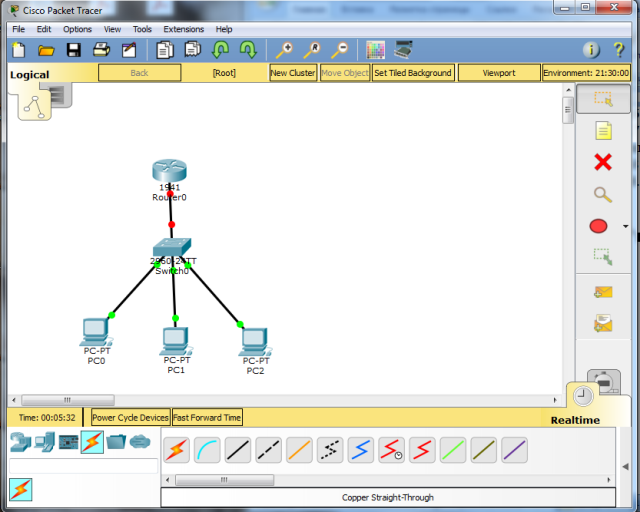 Cisco Packet Tracer
File Edit Options View Tools Extensions Help
Logical Back [Root] New Cluster Move Object Set Tiled Background Viewport Environment: 21:30:00
1941
Router0
2960-24TT
Switch0
PC-PT
PC0
PC-PT
PC1
PC-PT
PC2
Time: 00:05:32 Power Cycle Devices Fast Forward Time
Realtime
Copper Straight-Through